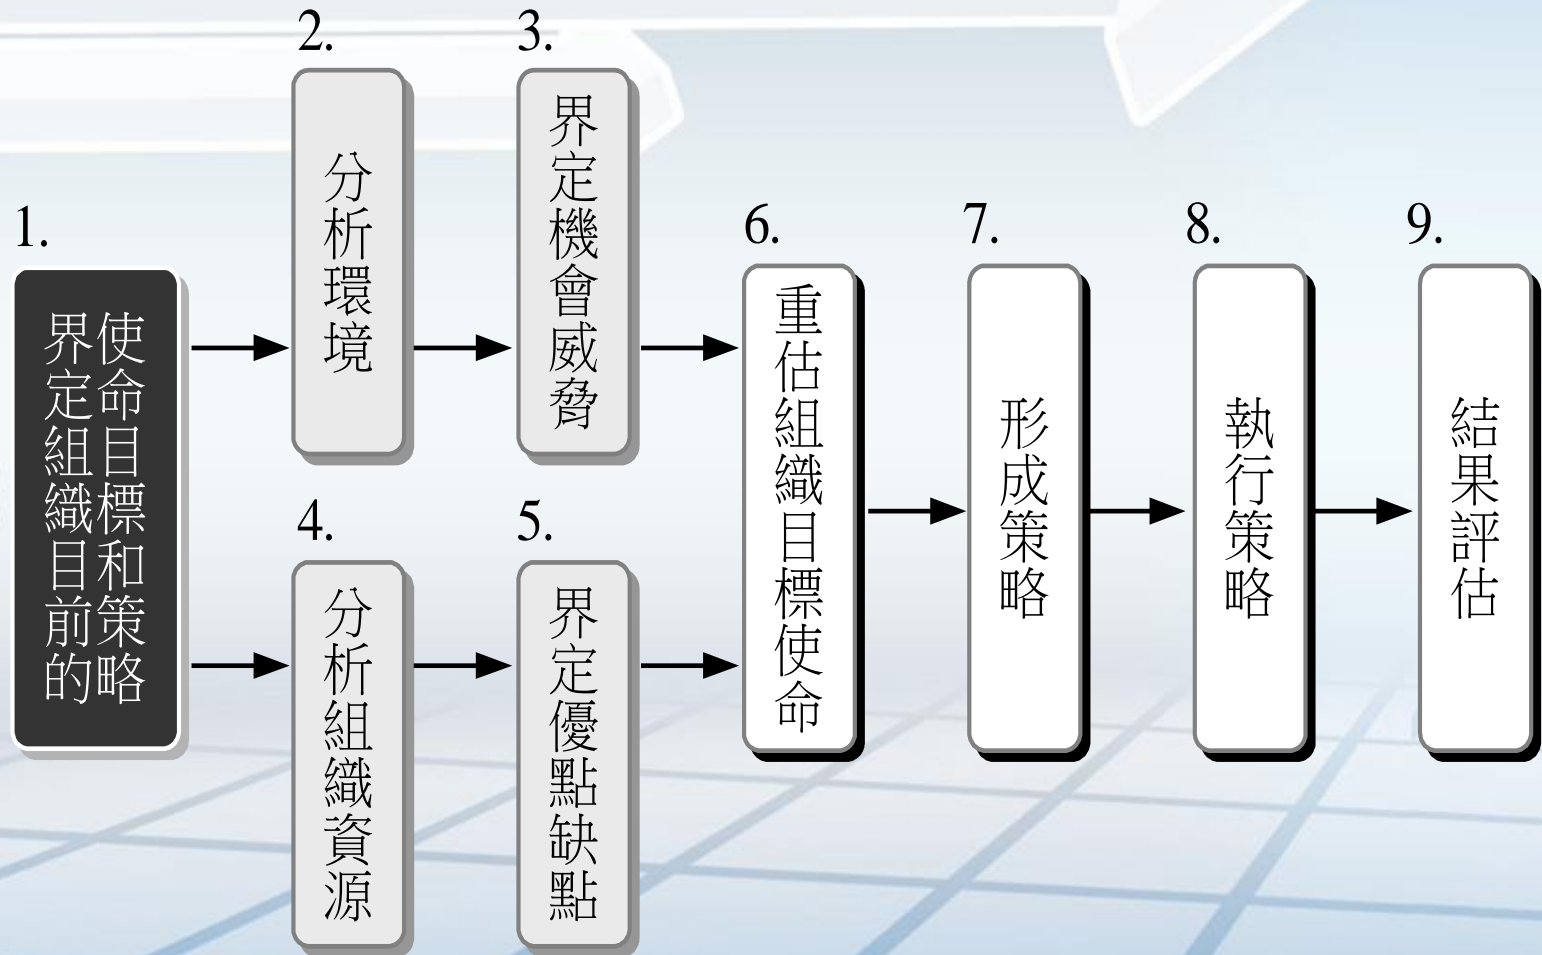 1.
界定組織目前的
使命目標和策略
2.
分析環境
3.
界定機會威脅
4.
分析組織資源
5.
界定優點缺點
6.
重估組織目標使命
7.
形成策略
8.
執行策略
9.
結果評估